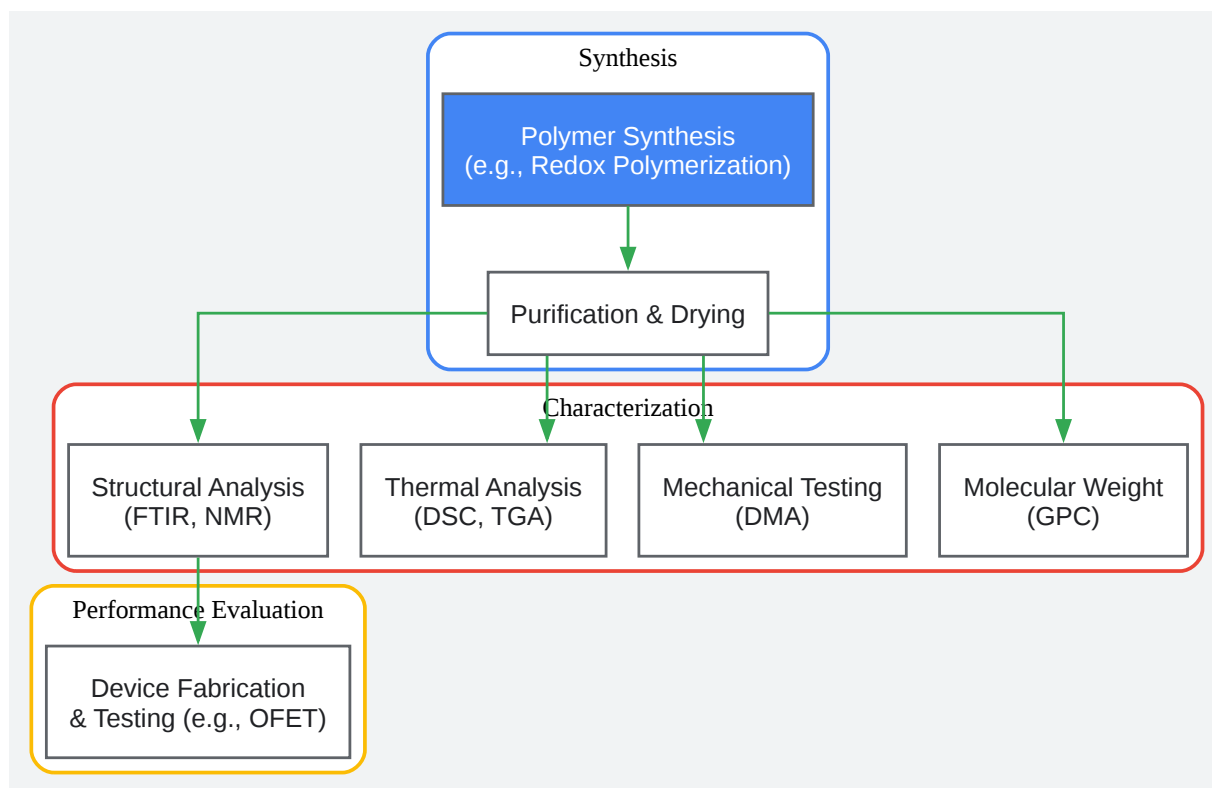 Synthesis
Polymer Synthesis
(e.g., Redox Polymerization)
Purification & Drying
Characterization
Structural Analysis
(FTIR, NMR)
Thermal Analysis
(DSC, TGA)
Mechanical Testing
(DMA)
Molecular Weight
(GPC)
Performance Evaluation
Device Fabrication
& Testing (e.g., OFET)